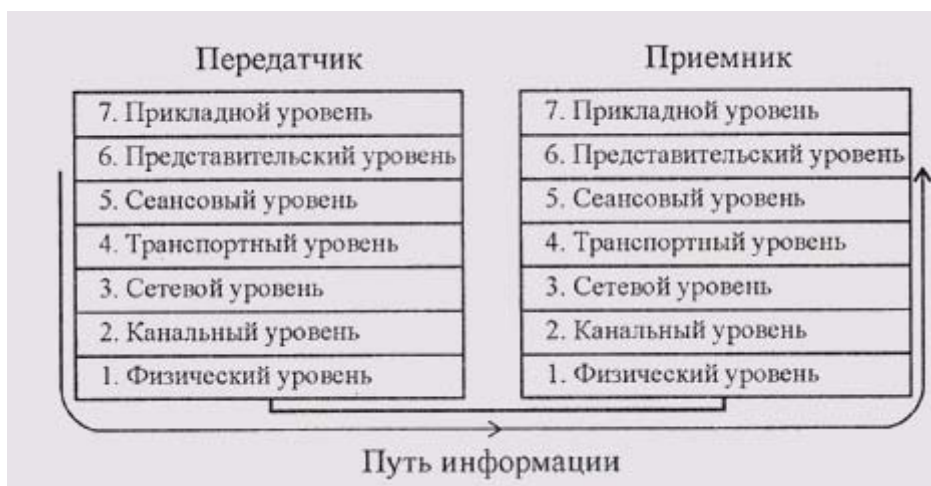 Передатчик
7. Прикладной уровень
6. Представительский уровень
5. Сеансовый уровень
4. Транспортный уровень
3. Сетевой уровень
2. Канальный уровень
1. Физический уровень
Приемник
7. Прикладной уровень
6. Представительский уровень
5. Сеансовый уровень
4. Транспортный уровень
3. Сетевой уровень
2. Канальный уровень
1. Физический уровень
Путь информации